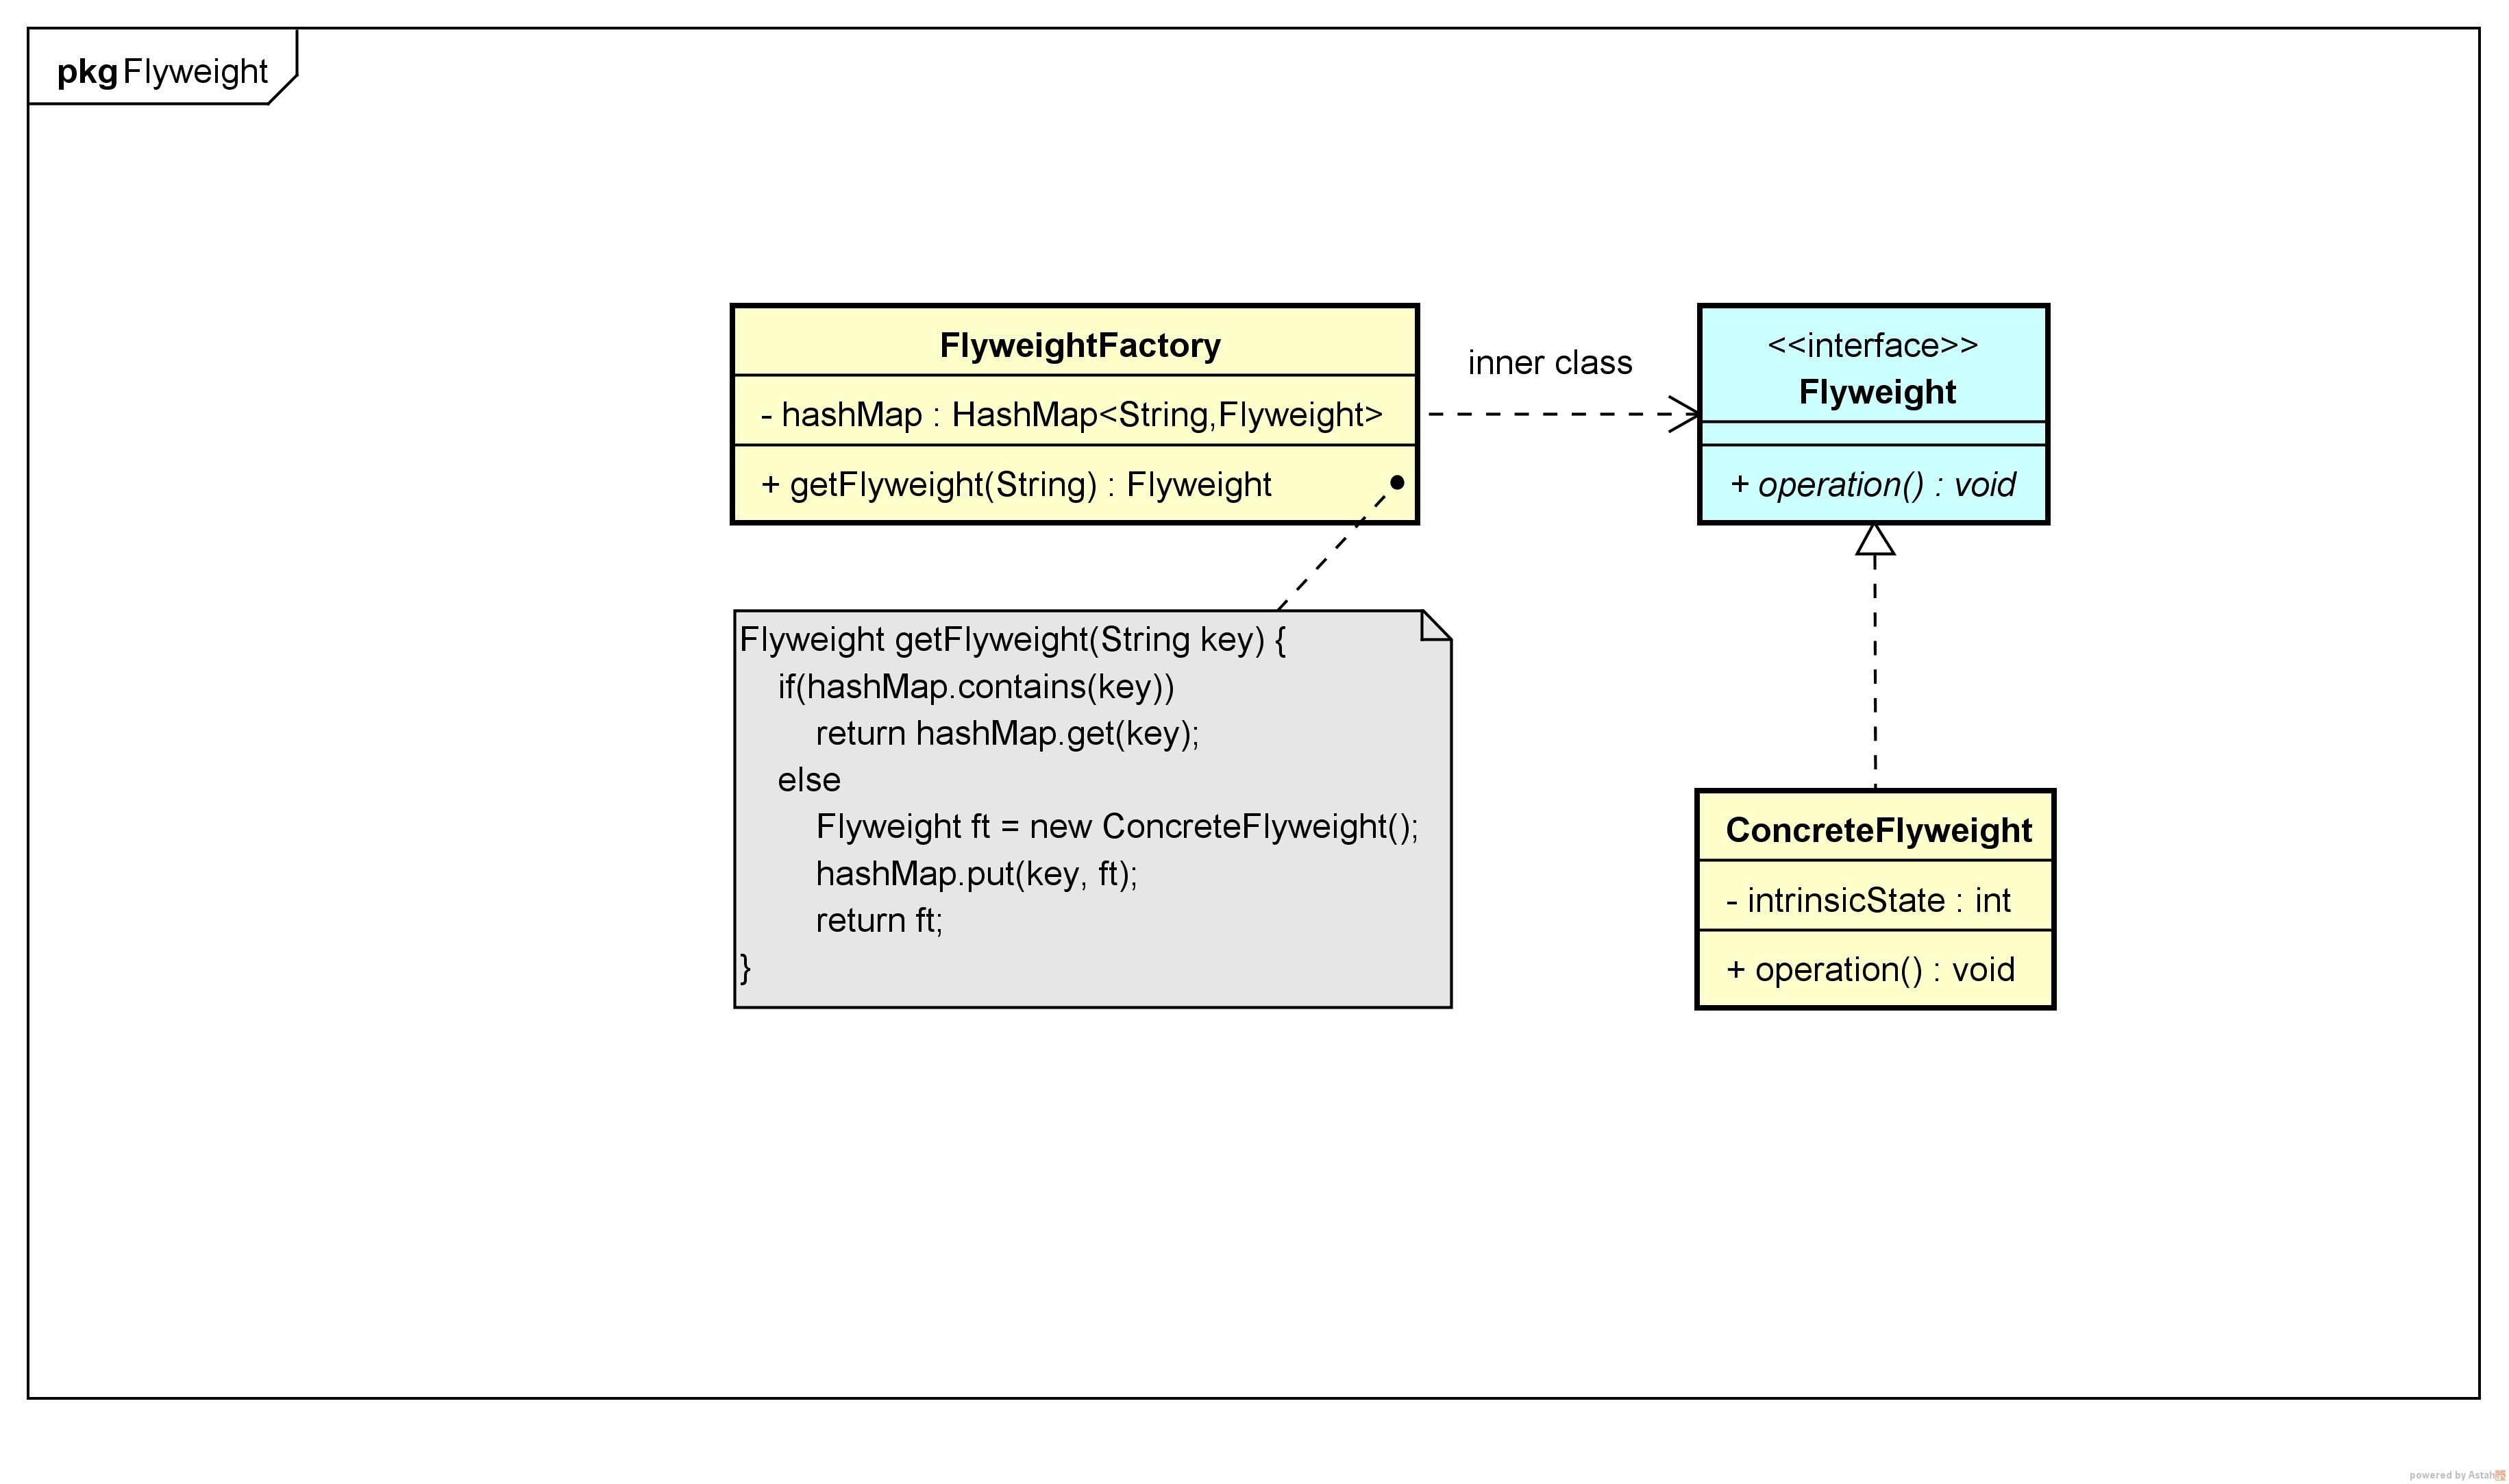 pkg Flyweight
FlyweightFactory
- hashMap : HashMap<String,Flyweight>
+ getFlyweight(String) : Flyweight
inner class
<<interface>>
Flyweight
+ operation() : void
Flyweight getFlyweight(String key) {
if(hashMap.contains(key))
return hashMap.get(key);
else
Flyweight ft = new ConcreteFlyweight();
hashMap.put(key, ft);
return ft;
}
ConcreteFlyweight
- intrinsicState : int
+ operation() : void
powered by Astah